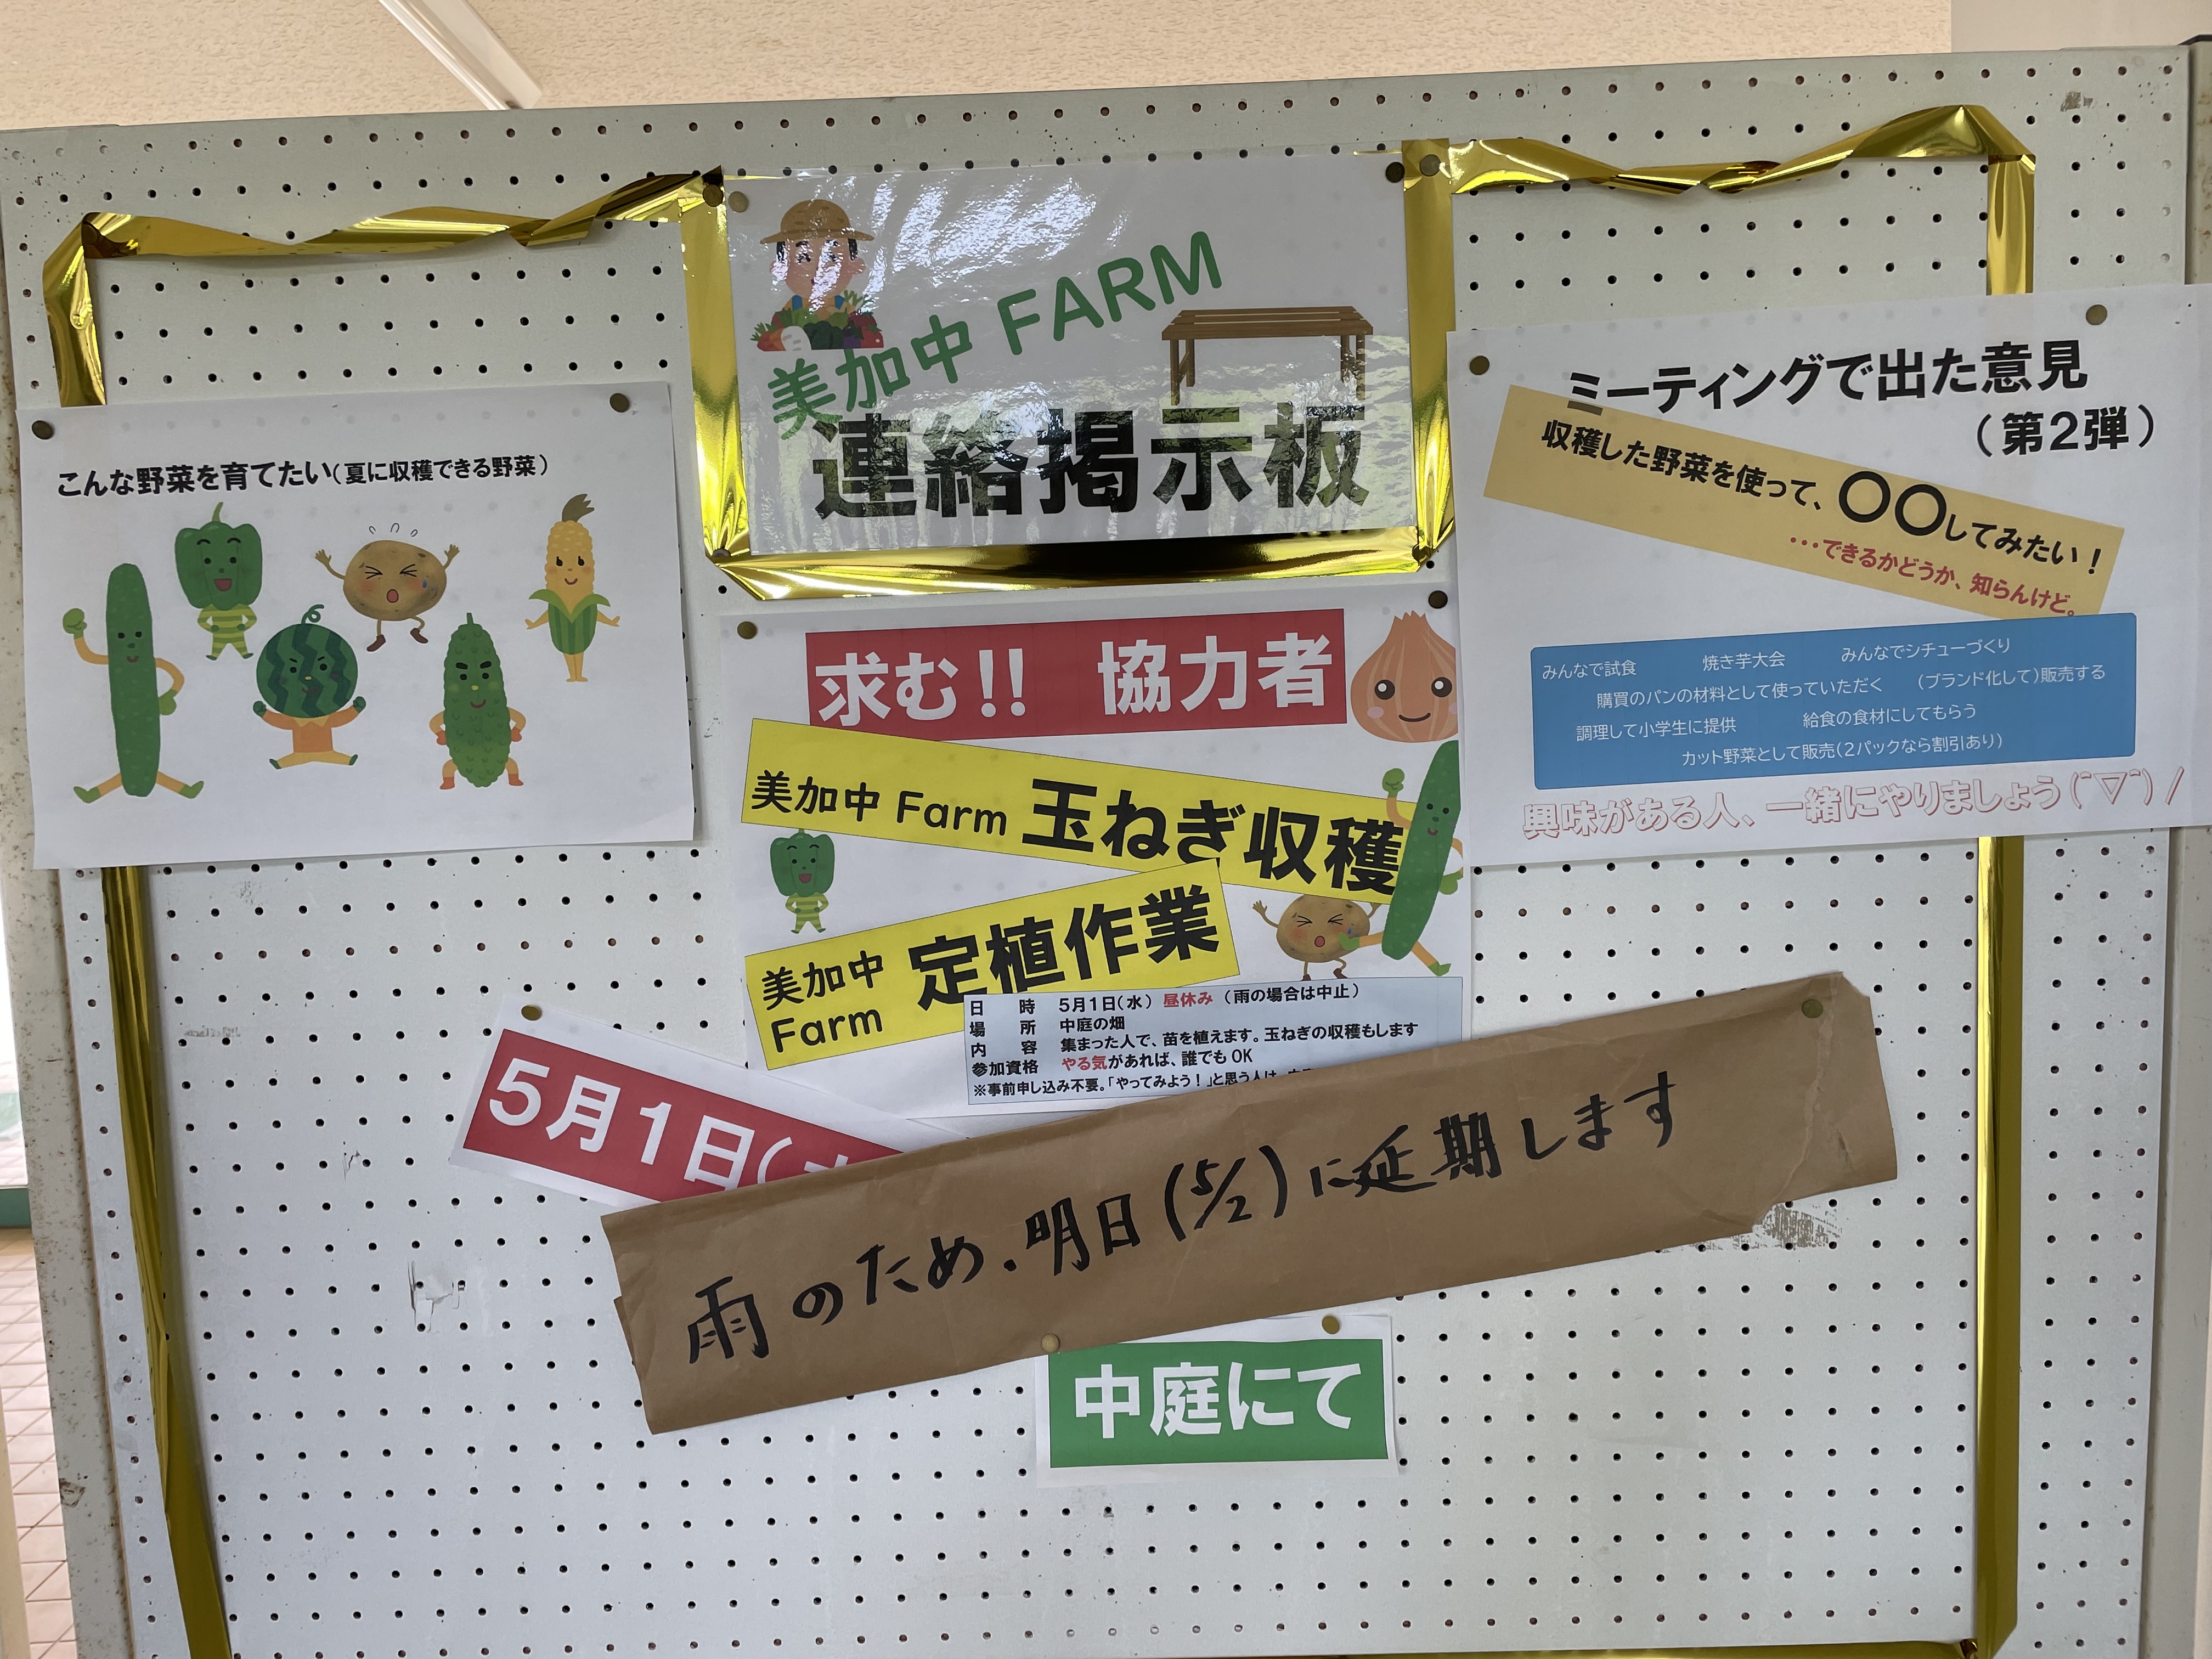 美加中 FARM
連絡掲示板
こんな野菜を育てたい(夏に収穫できる野菜)
ミーティングで出た意見
(第2弾)
収穫した野菜を使って、〇〇してみたい!
…できるかどうか、知らんけど。
みんなで試食 焼き芋大会 みんなでシチューづくり
購買のパンの材料として使っていただく (ブランド化して)販売する
調理して小学生に提供 給食の食材にしてもらう
カット野菜として販売(2パックなら割引あり)
興味がある人、一緒にやりましょう(^▽^)/
求む!! 協力者
美加中 Farm 玉ねぎ収穫
美加中 Farm 定植作業
日時 5月1日(水) 昼休み (雨の場合は中止)
場所 中庭の畑
内容 集まった人で、苗を植えます。玉ねぎの収穫もします
参加資格 やる気があれば、誰でもOK
※事前申し込み不要。「やってみよう!」と思う人は、
5月1日(
雨のため、明日(5/2)に延期します
中庭にて